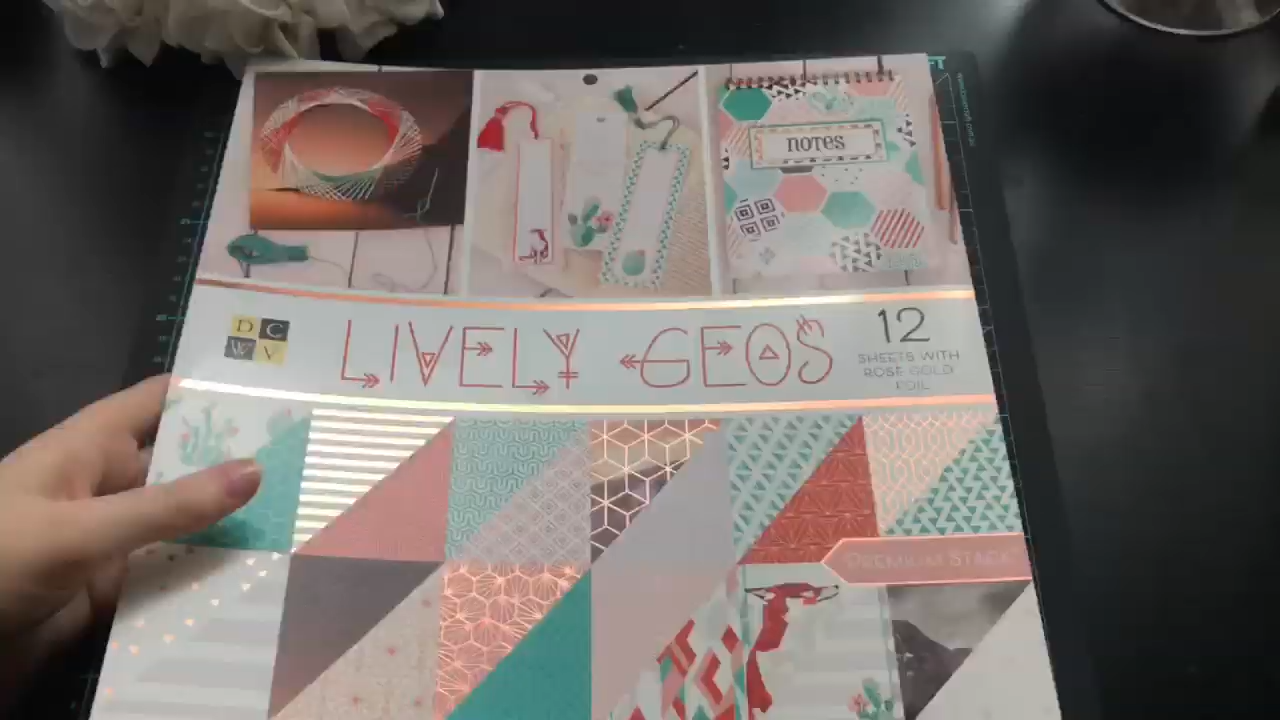 NOTES
D C
W V
LIVELY GEOS
12
SHEETS WITH
ROSE GOLD
FOIL
PREMIUM STACK